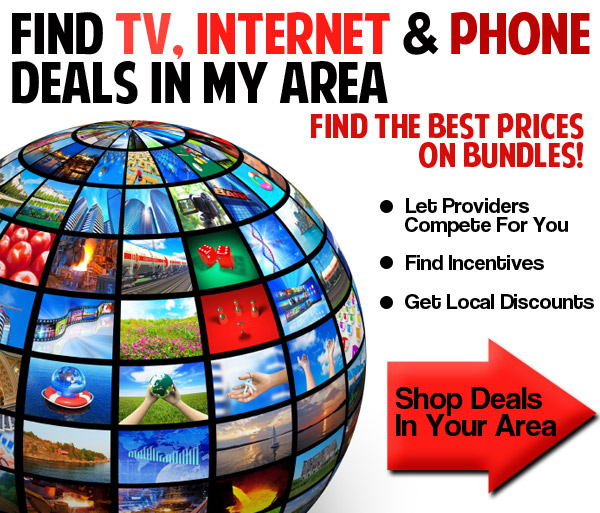 FIND TV, INTERNET & PHONE
DEALS IN MY AREA
FIND THE BEST PRICES
ON BUNDLES!
● Let Providers
Compete For You
● Find Incentives
● Get Local Discounts
Shop Deals
In Your Area